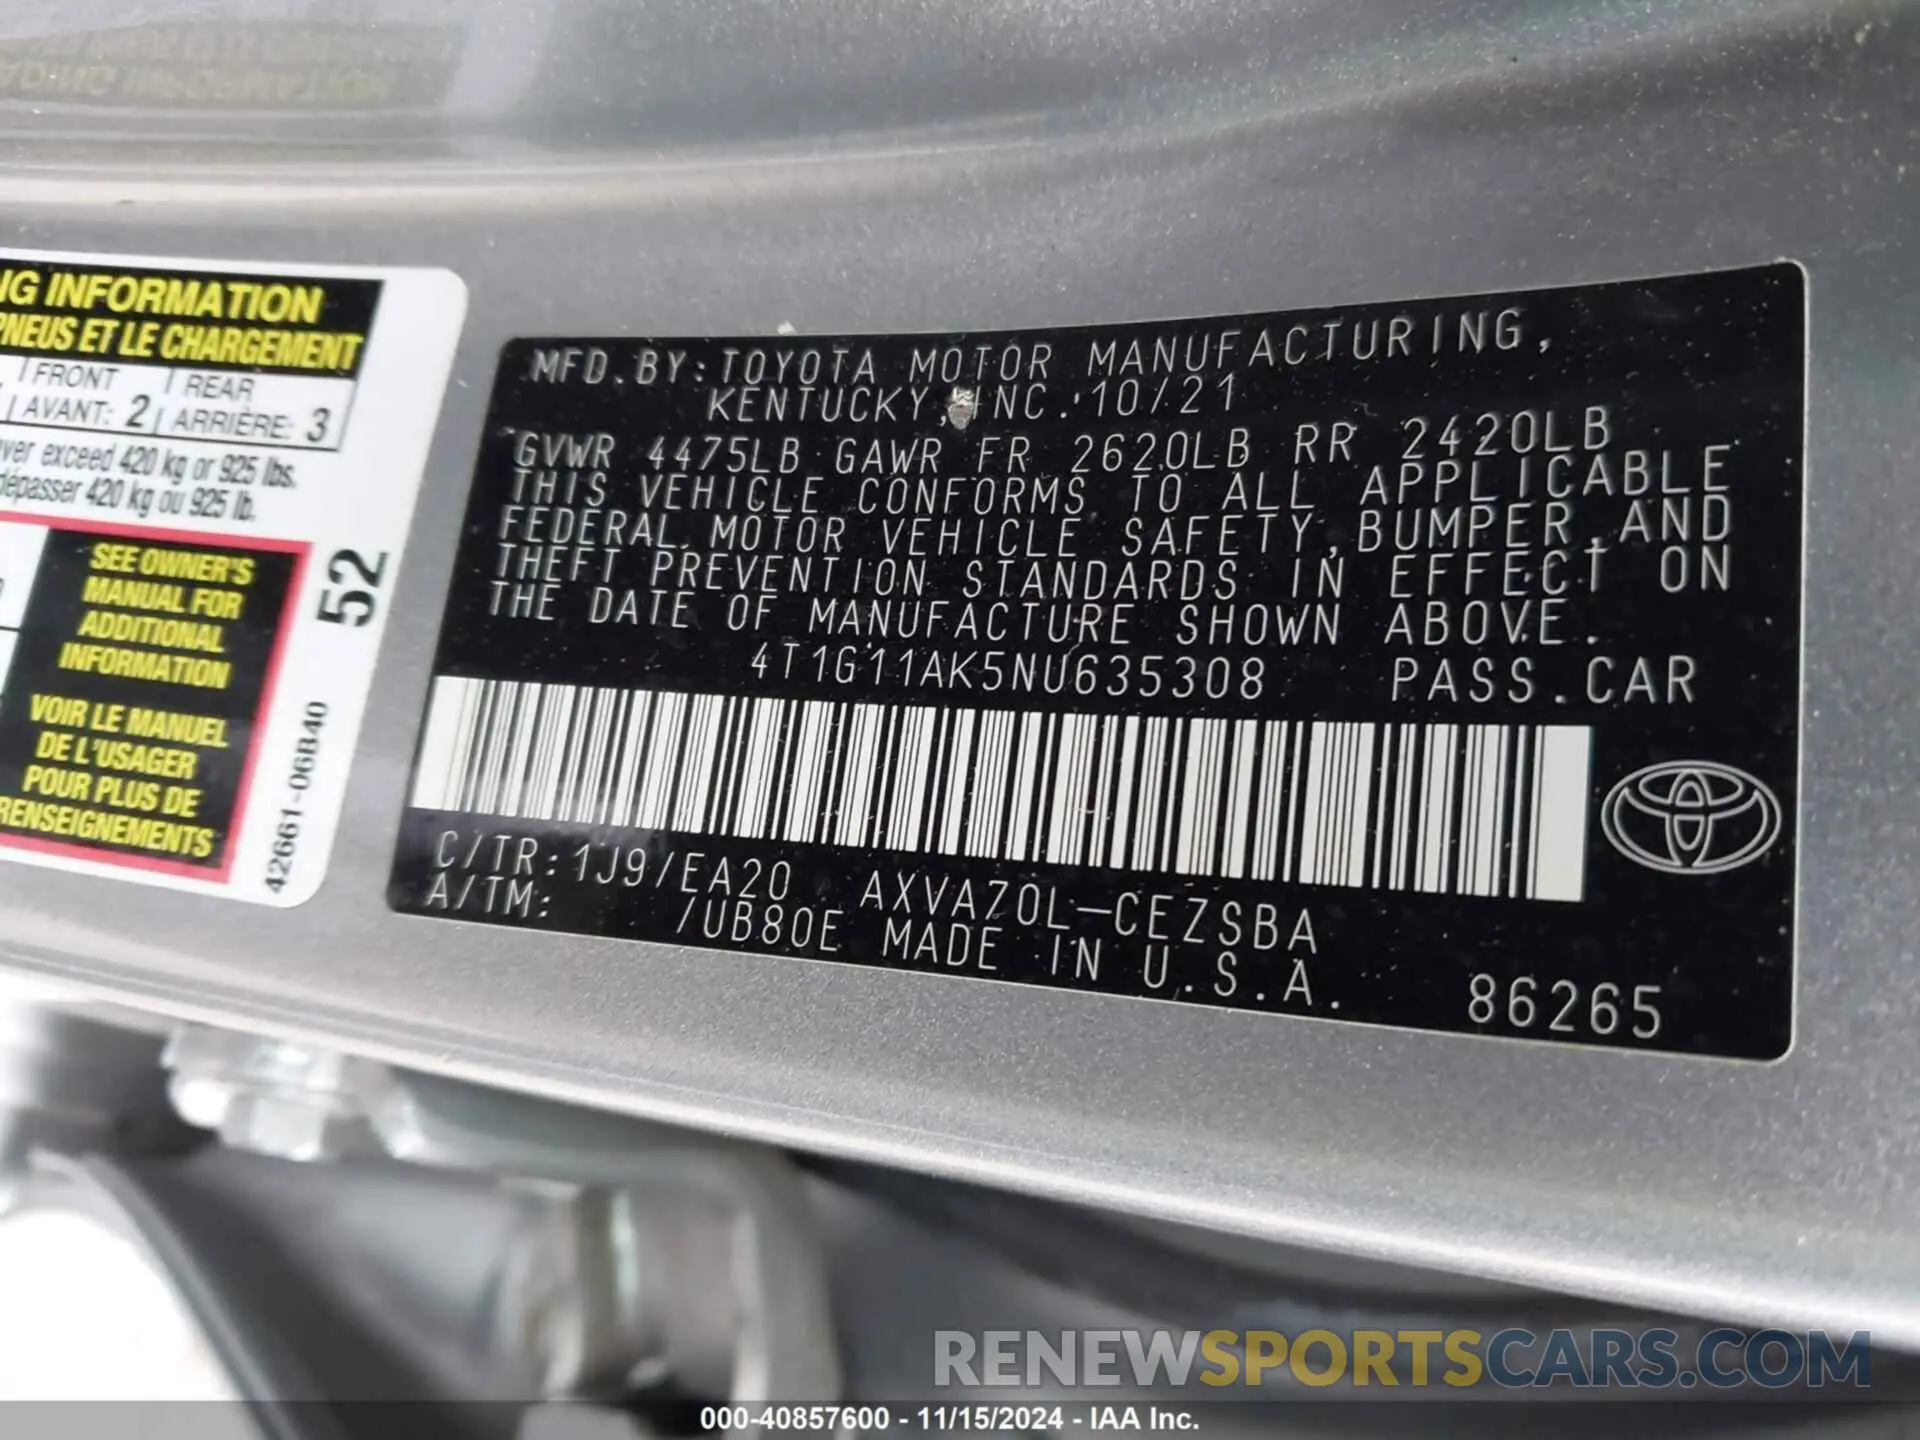 NG INFORMATION
PNEUS ET LE CHARGEMENT
FRONT REAR
AVANT: 2 ARRIÈRE: 3
ver exceed 420 kg or 925 lbs.
dépasser 420 kg ou 925 lb.
SEE OWNER'S
MANUAL FOR
ADDITIONAL
INFORMATION
VOIR LE MANUEL
DE L'USAGER
POUR PLUS DE
RENSEIGNEMENTS
52
42661-06B40
MFD.BY:TOYOTA MOTOR MANUFACTURING,
KENTUCKY, INC. 10/21
GVWR 4475LB GAWR FR 2620LB RR 2420LB
THIS VEHICLE CONFORMS TO ALL APPLICABLE
FEDERAL MOTOR VEHICLE SAFETY, BUMPER, AND
THEFT PREVENTION STANDARDS IN EFFECT ON
THE DATE OF MANUFACTURE SHOWN ABOVE.
4T1G11AK5NU635308 PASS.CAR
C/TR:1J9/EA20 AXVA70L-CEZSBA
A/TM: /UB80E MADE IN U.S.A.
86265
RENEWSPORTSCARS.COM
000-40857600 - 11/15/2024 - IAA Inc.